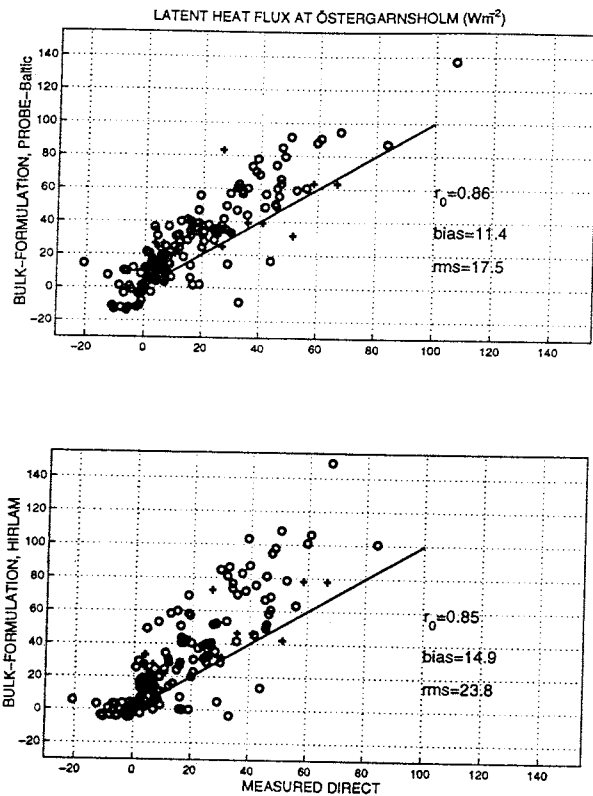 LATENT HEAT FLUX AT ÖSTERGARNSHOLM (Wm⁻²)
BULK–FORMULATION, PROBE–Baltic
140
120
100
80
60
40
20
0
−20
r₀=0.86
bias=11.4
rms=17.5
−20 0 20 40 60 80 100 120 140
BULK–FORMULATION, HIRLAM
140
120
100
80
60
40
20
0
−20
r₀=0.85
bias=14.9
rms=23.8
−20 0 20 40 60 80 100 120 140
MEASURED DIRECT